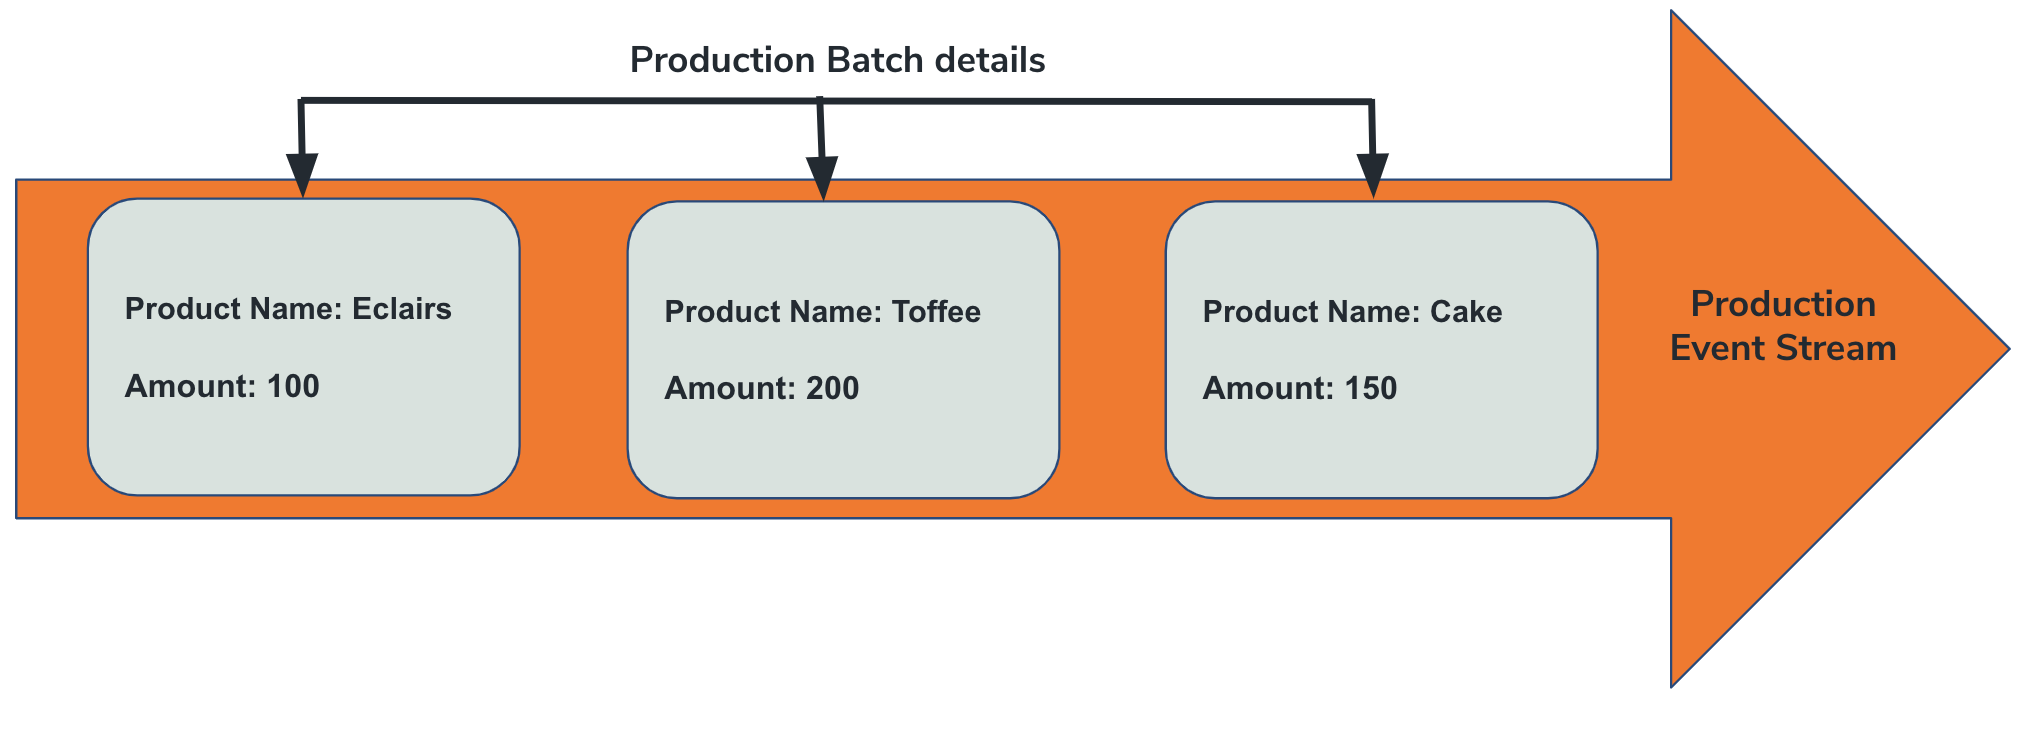 Production Batch details
Product Name: Eclairs
Amount: 100
Product Name: Toffee
Amount: 200
Product Name: Cake
Amount: 150
Production
Event Stream